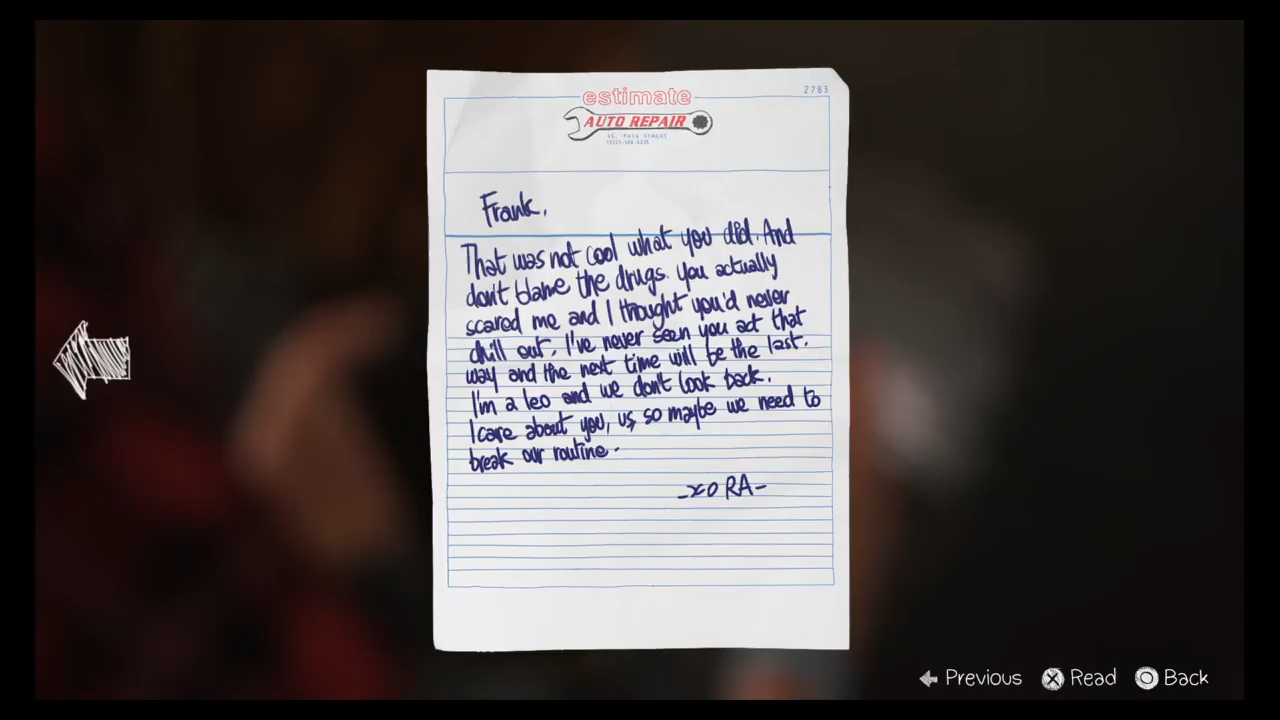 2783
estimate
AUTO REPAIR
Frank,
That was not cool what you did. And
don't blame the drugs. You actually
scared me and I thought you'd never
chill out. I've never seen you act that
way and the next time will be the last.
I'm a leo and we don't look back.
I care about you, us, so maybe we need to
break our routine.
-xo RA-
Previous Read Back